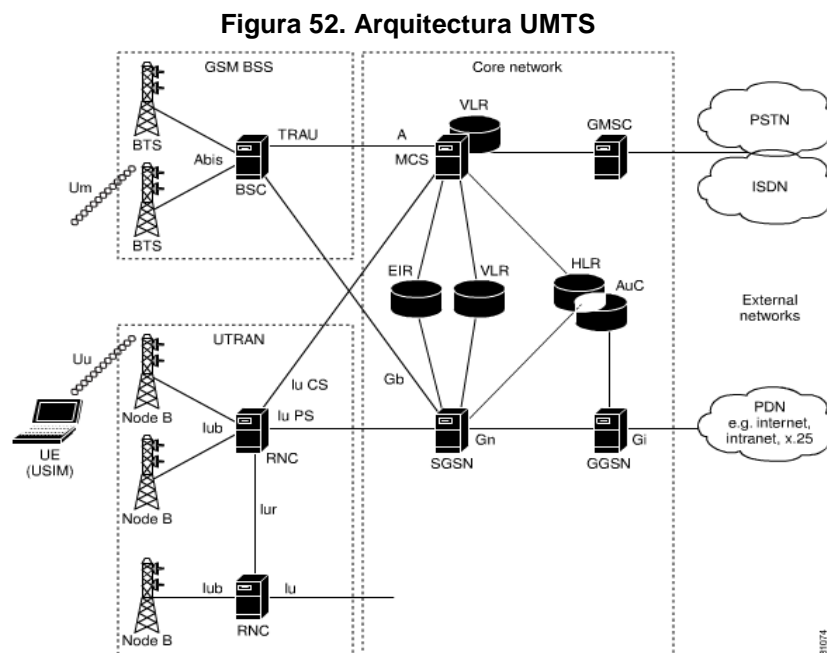 Figura 52. Arquitectura UMTS
GSM BSS
Core network
VLR
GMSC
PSTN
TRAU
A
BTS
Abis
MCS
BSC
Um
ISDN
BTS
EIR
VLR
HLR
AuC
External
networks
UTRAN
Uu
Iu CS
Gb
Node B
Iu PS
PDN
e.g. internet,
intranet, x.25
Iub
Gn
Gi
UE
(USIM)
RNC
SGSN
GGSN
Node B
Iur
Node B
Iub
Iu
RNC